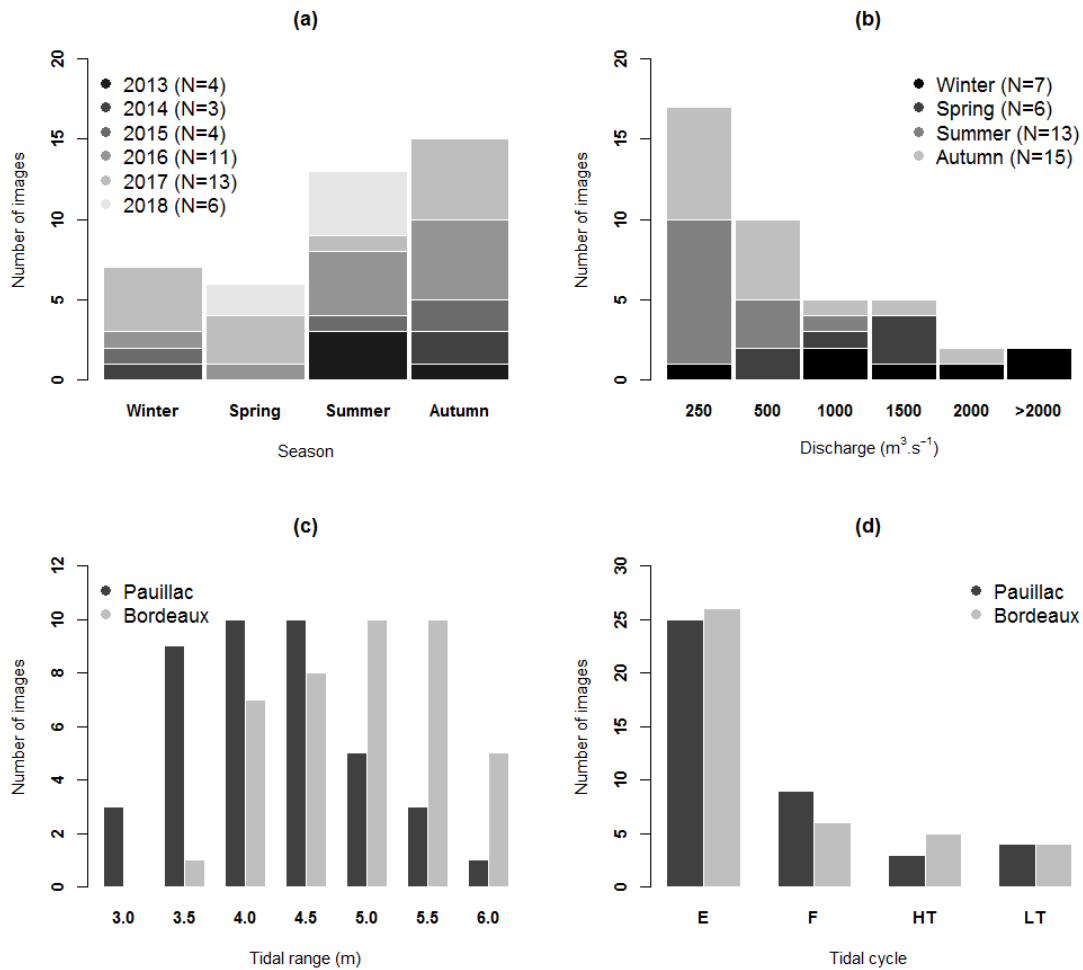 (a)
Number of images
20
15
10
5
0
2013 (N=4)
2014 (N=3)
2015 (N=4)
2016 (N=11)
2017 (N=13)
2018 (N=6)
Winter Spring Summer Autumn
Season
(b)
Number of images
20
15
10
5
0
Winter (N=7)
Spring (N=6)
Summer (N=13)
Autumn (N=15)
250 500 1000 1500 2000 >2000
Discharge (m³.s⁻¹)
(c)
Number of images
12
10
8
6
4
2
0
Pauillac
Bordeaux
3.0 3.5 4.0 4.5 5.0 5.5 6.0
Tidal range (m)
(d)
Number of images
30
25
20
15
10
5
0
Pauillac
Bordeaux
E F HT LT
Tidal cycle